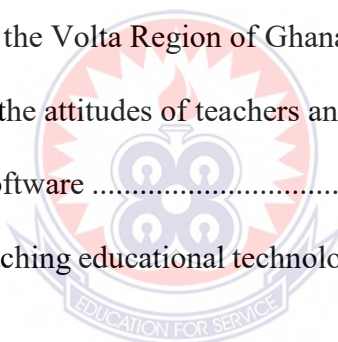 the Volta Region of Ghana
the attitudes of teachers an
oftware ................................
ching educational technolo
EDUCATION FOR SERVICE